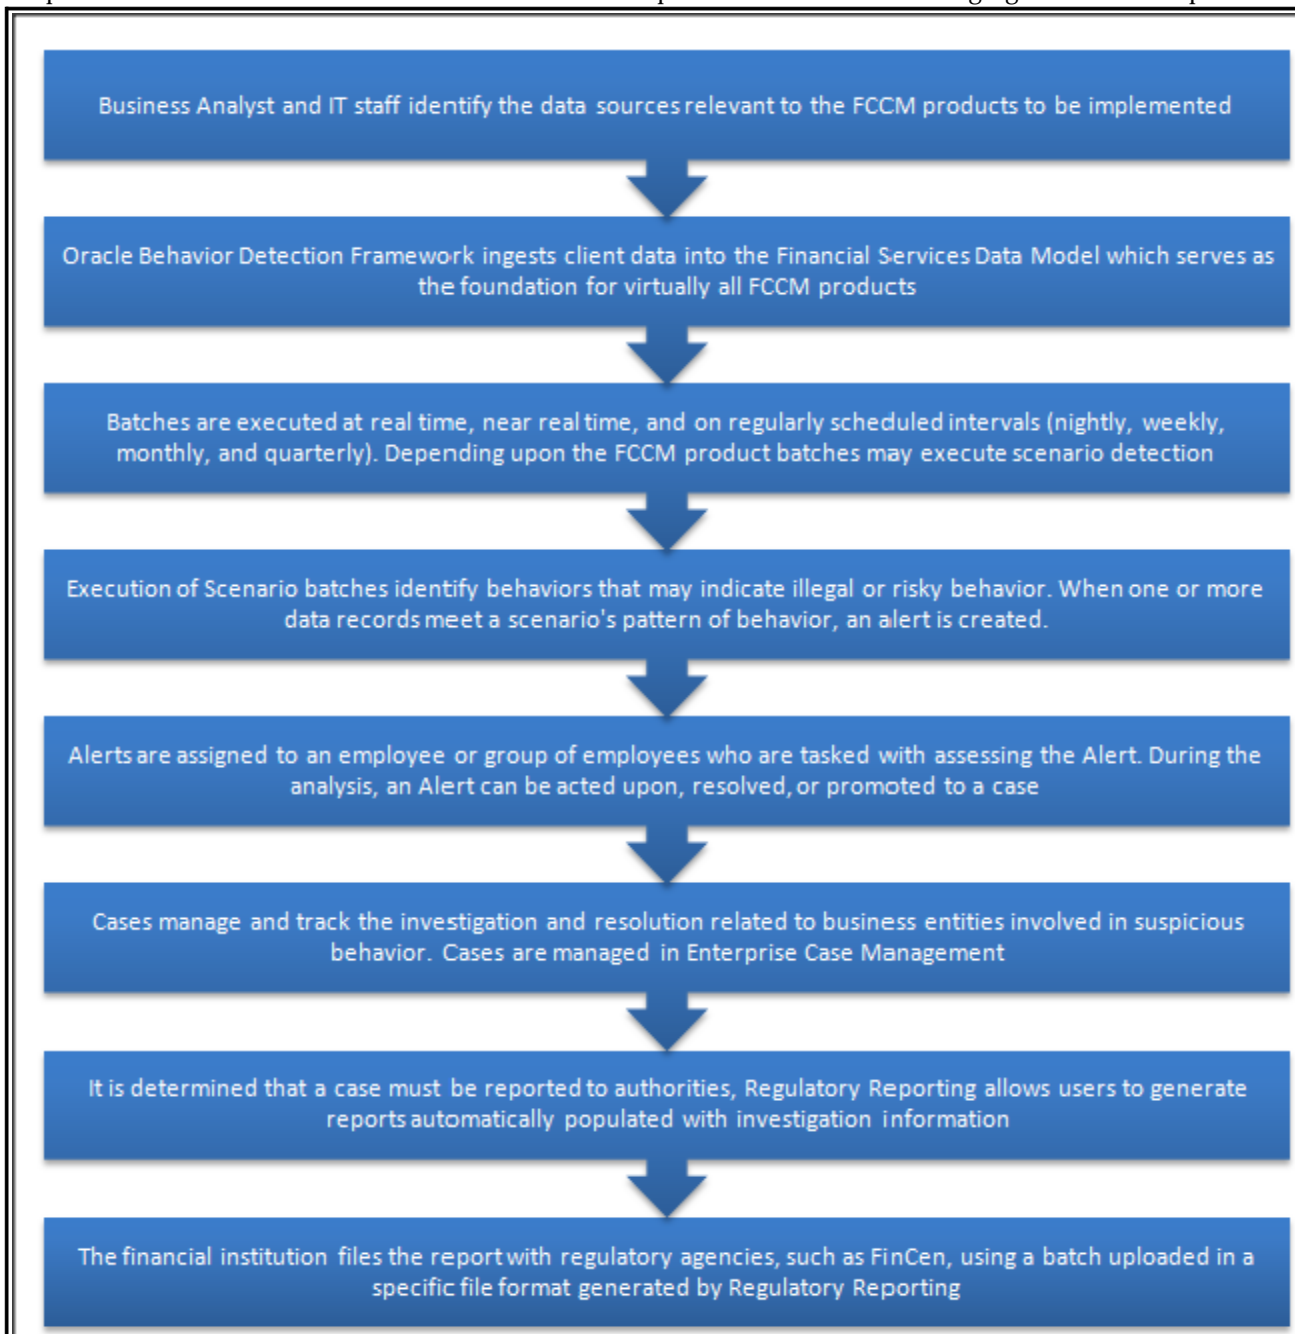 Business Analyst and IT staff identify the data sources relevant to the FCCM products to be implemented
Oracle Behavior Detection Framework ingests client data into the Financial Services Data Model which serves as
the foundation for virtually all FCCM products
Batches are executed at real time, near real time, and on regularly scheduled intervals (nightly, weekly,
monthly, and quarterly). Depending upon the FCCM product batches may execute scenario detection
Execution of Scenario batches identify behaviors that may indicate illegal or risky behavior. When one or more
data records meet a scenario's pattern of behavior, an alert is created.
Alerts are assigned to an employee or group of employees who are tasked with assessing the Alert. During the
analysis, an Alert can be acted upon, resolved, or promoted to a case
Cases manage and track the investigation and resolution related to business entities involved in suspicious
behavior. Cases are managed in Enterprise Case Management
It is determined that a case must be reported to authorities, Regulatory Reporting allows users to generate
reports automatically populated with investigation information
The financial institution files the report with regulatory agencies, such as FinCen, using a batch uploaded in a
specific file format generated by Regulatory Reporting